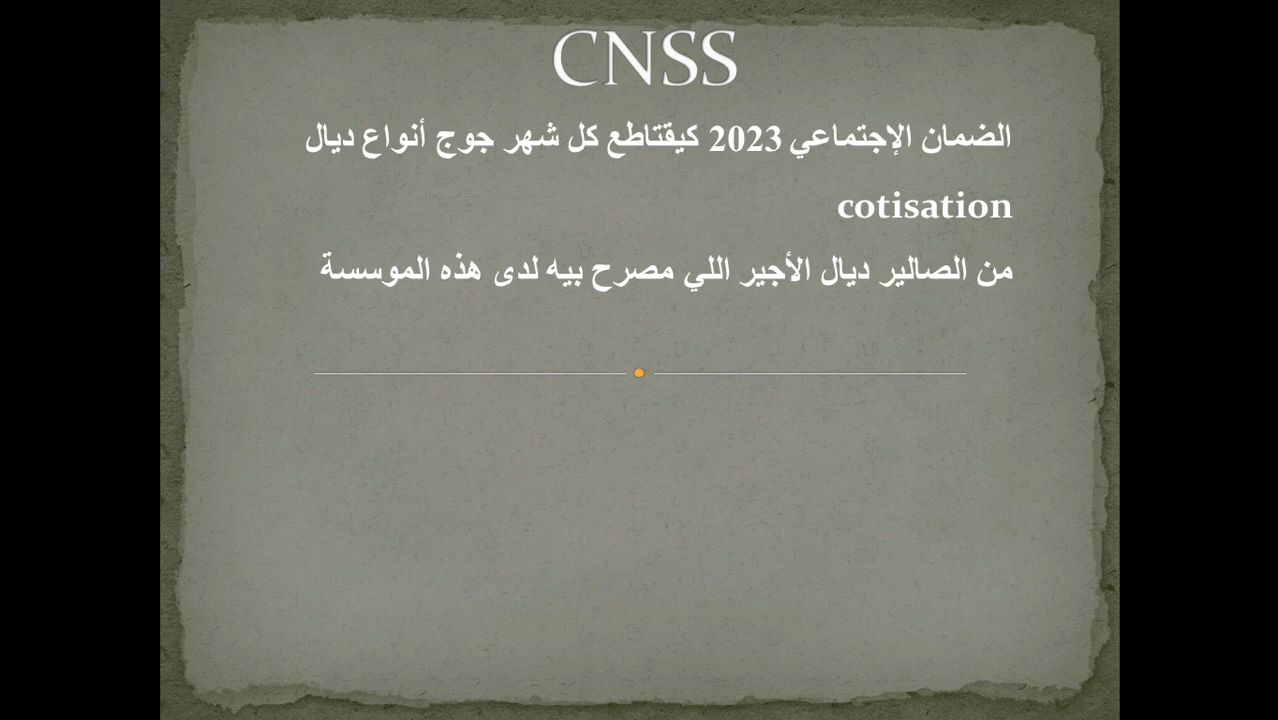 CNSS
الضمان الإجتماعي 2023 كيقتاطع كل شهر جوج أنواع ديال
cotisation
من الصالير ديال الأجير اللي مصرح بيه لدى هذه الموسسة